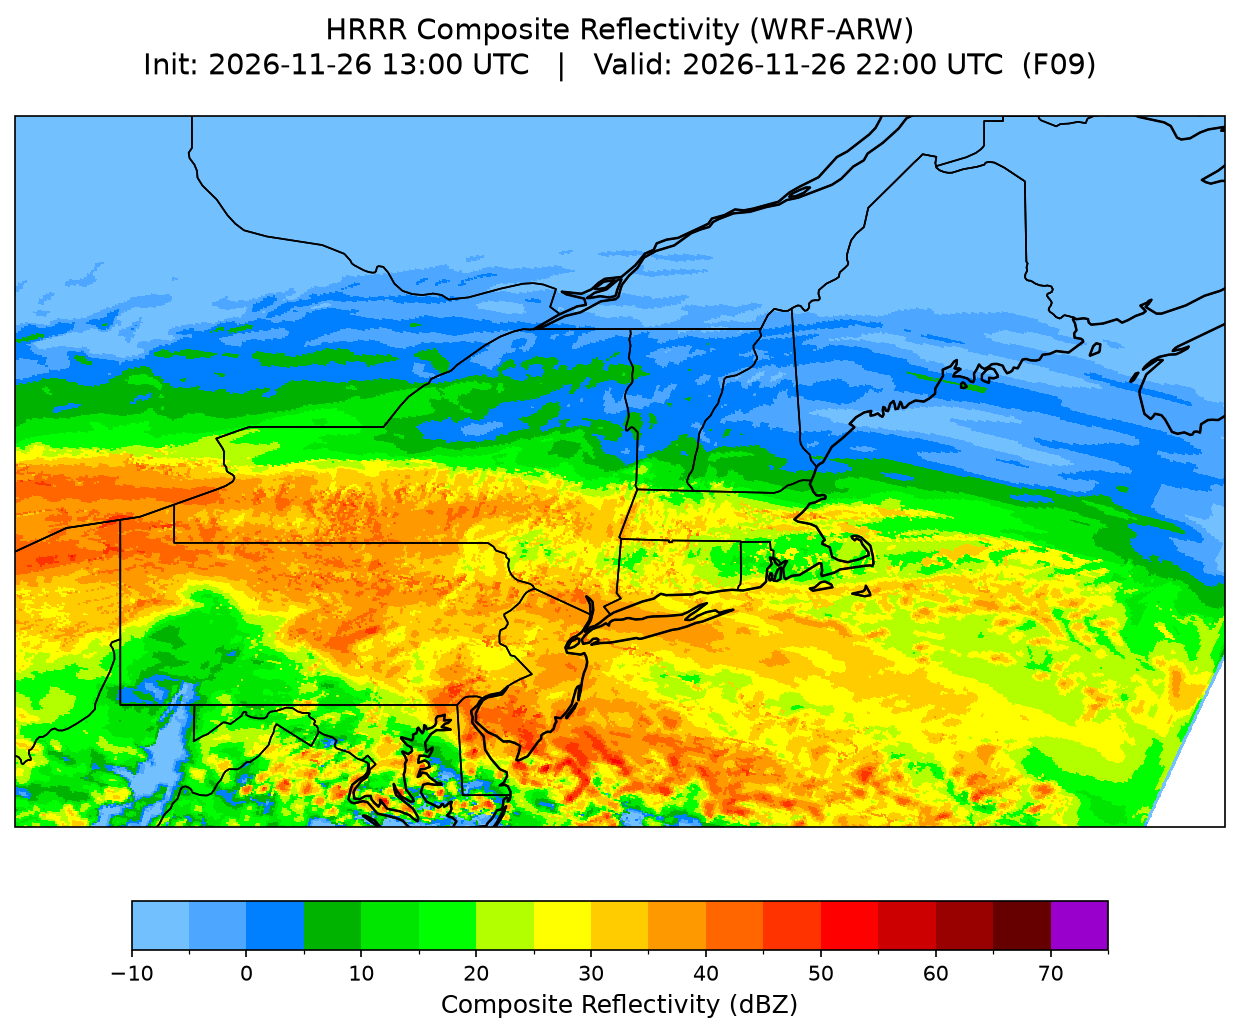 HRRR Composite Reflectivity (WRF-ARW)
Init: 2026-11-26 13:00 UTC   |   Valid: 2026-11-26 22:00 UTC  (F09)
−10 0 10 20 30 40 50 60 70
Composite Reflectivity (dBZ)